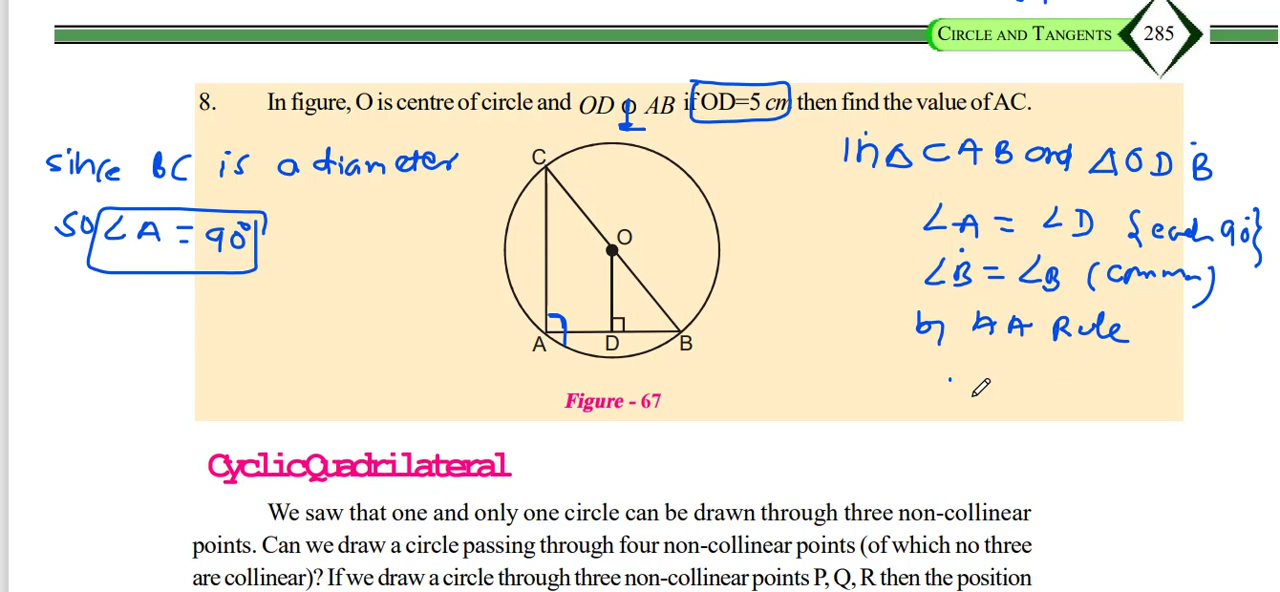 CIRCLE AND TANGENTS 285
8. In figure, O is centre of circle and OD ⊥ AB if OD=5 cm then find the value of AC.
since BC is a diameter
so ∠A = 90°
C
O
A D B
Figure - 67
In △CAB and △ODB
∠A = ∠D {each 90°}
∠B = ∠B (common)
by AA Rule
CyclicQuadrilateral
We saw that one and only one circle can be drawn through three non-collinear
points. Can we draw a circle passing through four non-collinear points (of which no three
are collinear)? If we draw a circle through three non-collinear points P, Q, R then the position